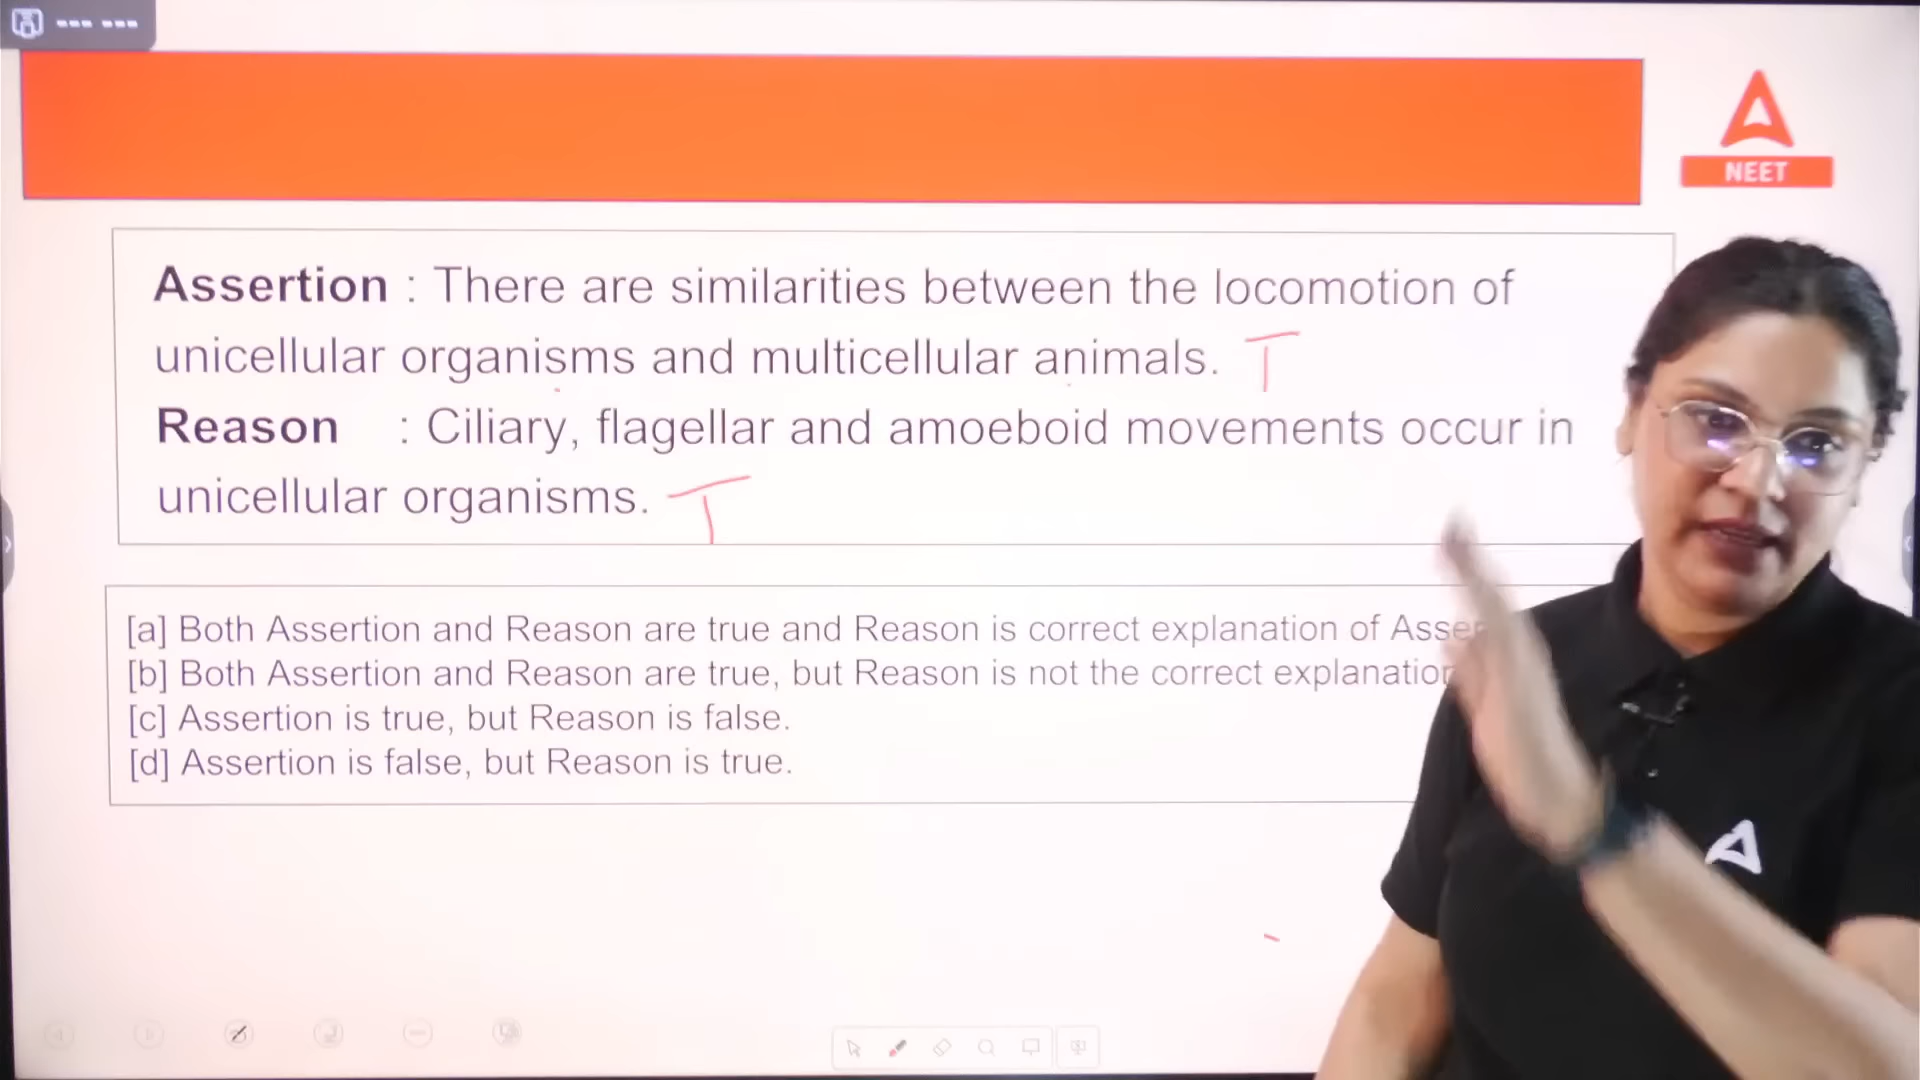 NEET
Assertion : There are similarities between the locomotion of
unicellular organisms and multicellular animals. T
Reason : Ciliary, flagellar and amoeboid movements occur in
unicellular organisms. T
[a] Both Assertion and Reason are true and Reason is correct explanation of
[b] Both Assertion and Reason are true, but Reason is not the correct
[c] Assertion is true, but Reason is false.
[d] Assertion is false, but Reason is true.